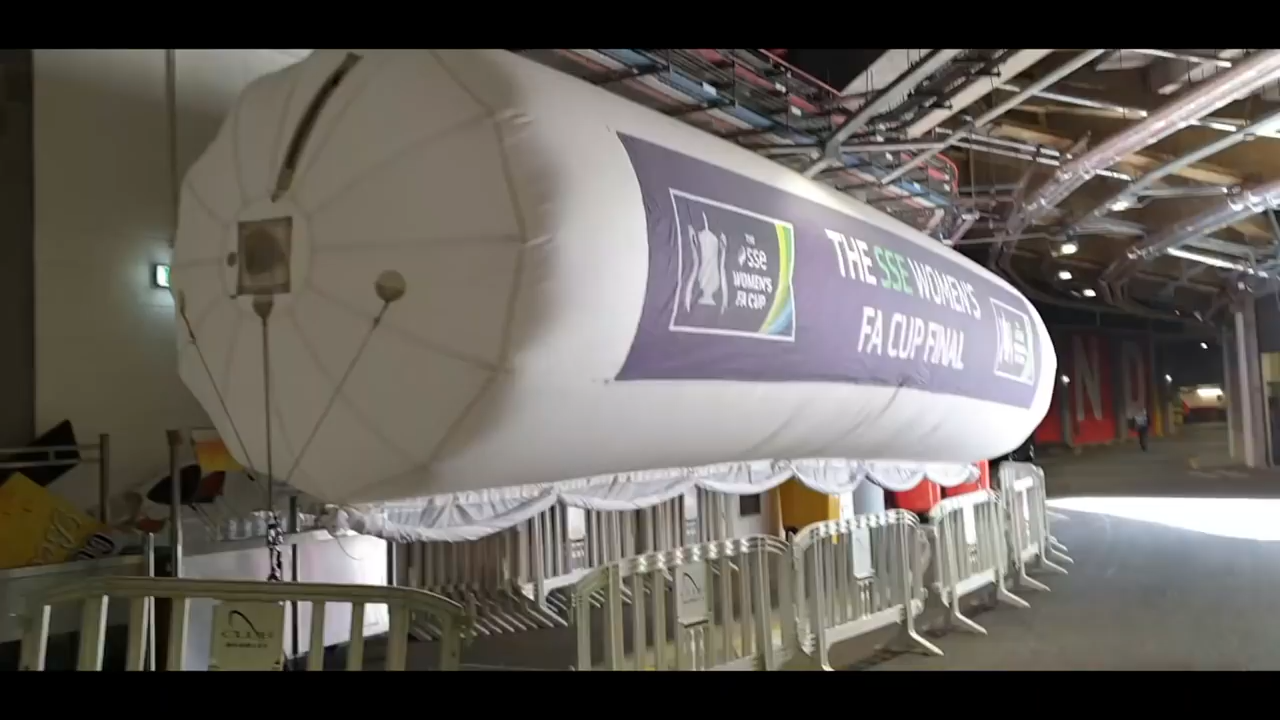 THE
sse
WOMEN'S
FA CUP
THE SSE WOMEN'S
FA CUP FINAL
N D